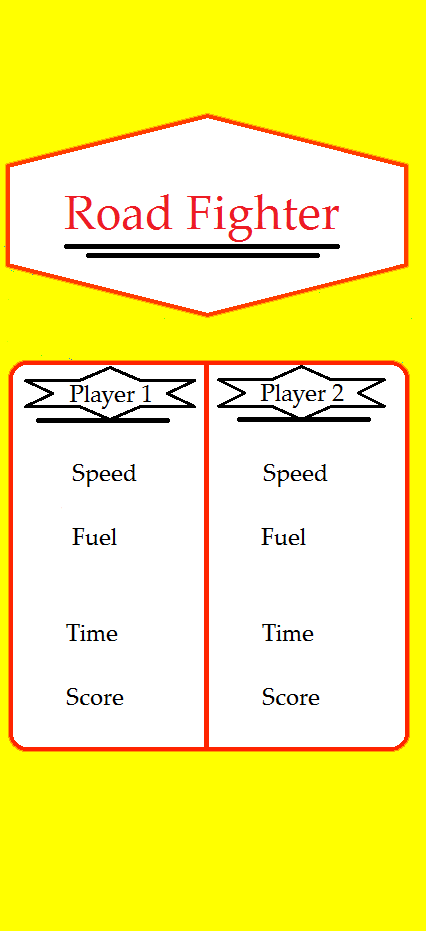 Road Fighter
Player 1
Speed
Fuel
Time
Score
Player 2
Speed
Fuel
Time
Score